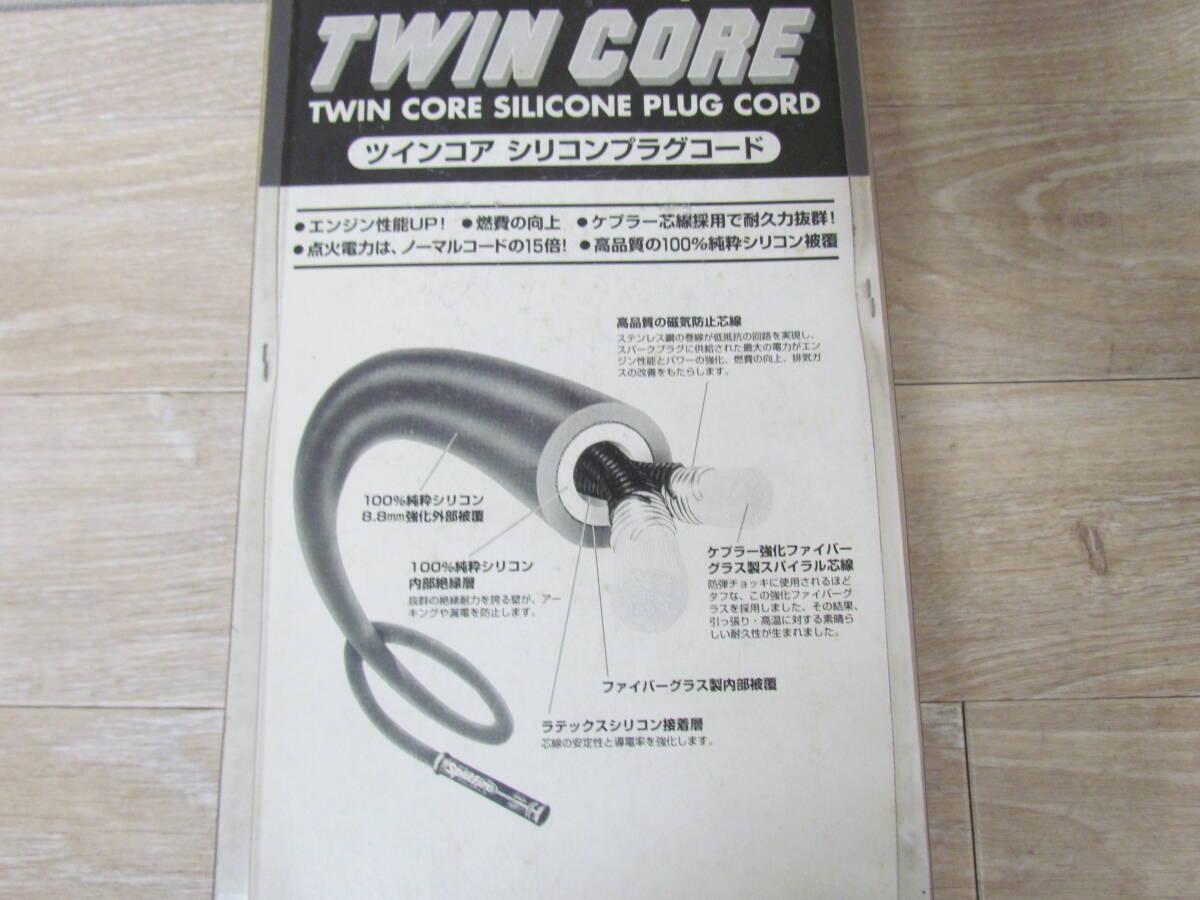 TWIN CORE
TWIN CORE SILICONE PLUG CORD
ツインコア シリコンプラグコード
●エンジン性能UP! ●燃費の向上 ●ケブラー芯線採用で耐久力抜群!
●点火電力は、ノーマルコードの15倍! ●高品質の100%純粋シリコン被覆
高品質の磁気防止芯線
ステンレス鋼の巻線が低抵抗の回路を実現し、
スパークプラグに供給された最大の電力がエン
ジン性能とパワーの強化、燃費の向上、排気ガ
スの改善をもたらします。
100%純粋シリコン
8.8mm強化外部被覆
100%純粋シリコン
内部絶縁層
抜群の絶縁耐力を誇る壁が、アー
キングや漏電を防止します。
ケブラー強化ファイバー
グラス製スパイラル芯線
防弾チョッキに使用されるほど
タフな、この強化ファイバーグ
ラスを採用しました。その結果、
引っ張り・高温に対する素晴ら
しい耐久性が生まれました。
ファイバーグラス製内部被覆
ラテックスシリコン接着層
芯線の安定性と導電率を強化します。